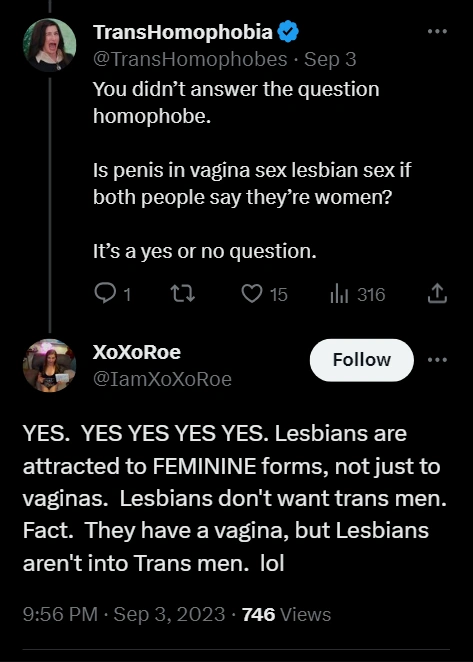 TransHomophobia
@TransHomophobes · Sep 3
You didn’t answer the question
homophobe.
Is penis in vagina sex lesbian sex if
both people say they’re women?
It’s a yes or no question.
1 15 316
XoXoRoe
Follow
@IamXoXoRoe
YES.  YES YES YES YES. Lesbians are
attracted to FEMININE forms, not just to
vaginas.  Lesbians don't want trans men.
Fact.  They have a vagina, but Lesbians
aren't into Trans men.  lol
9:56 PM · Sep 3, 2023 · 746 Views